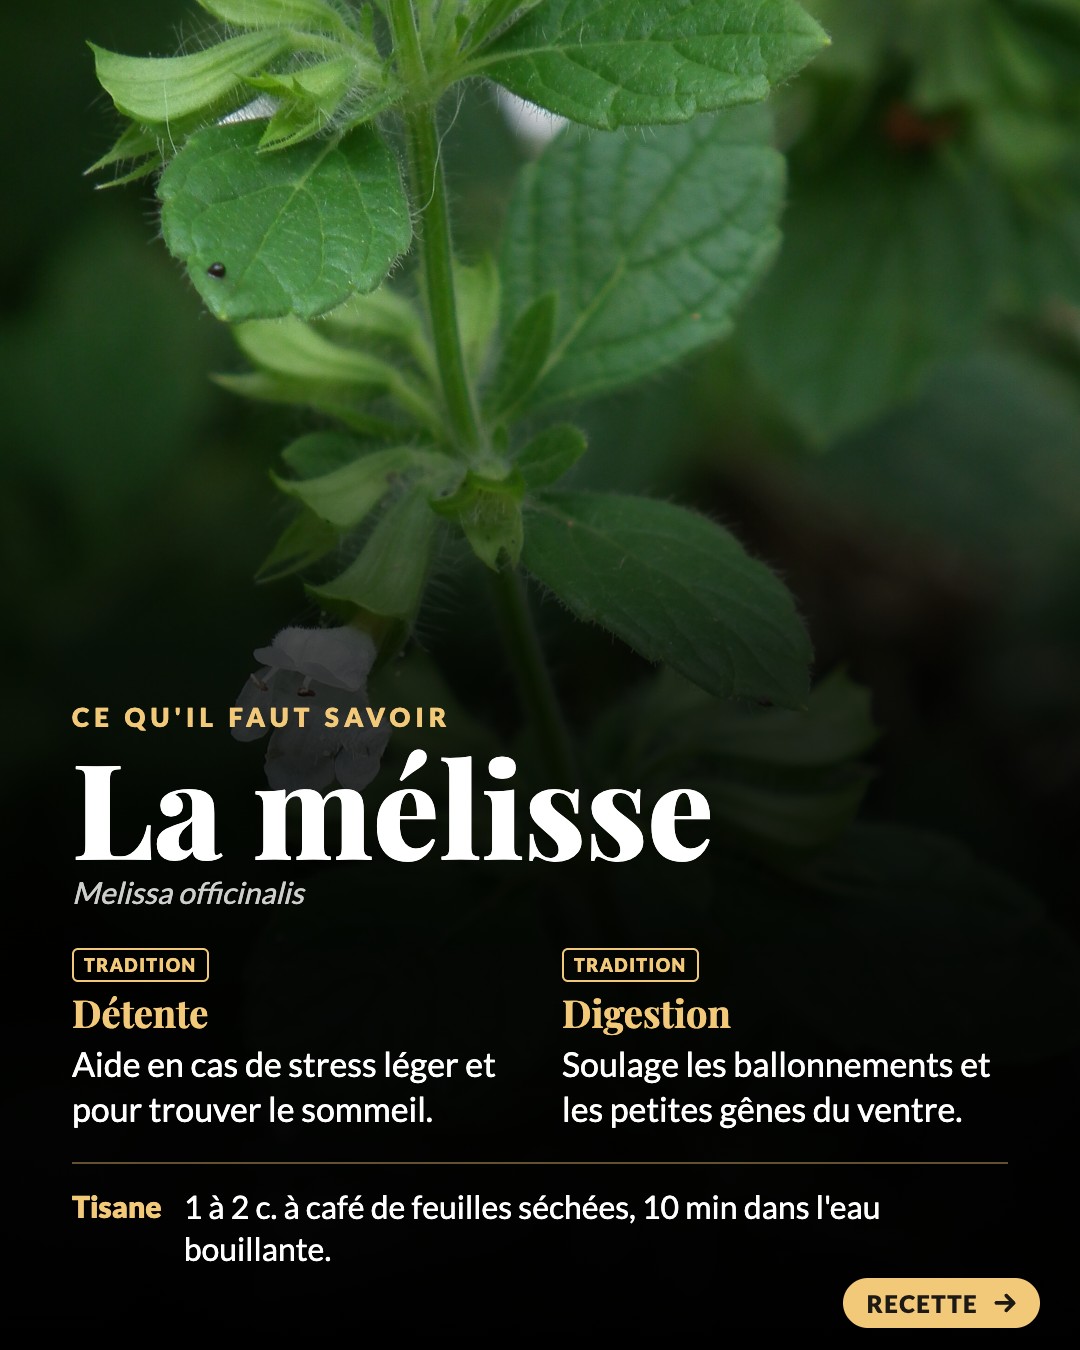 CE QU'IL FAUT SAVOIR
La mélisse
Melissa officinalis
TRADITION
Détente
Aide en cas de stress léger et
pour trouver le sommeil.
TRADITION
Digestion
Soulage les ballonnements et
les petites gênes du ventre.
Tisane 1 à 2 c. à café de feuilles séchées, 10 min dans l'eau
bouillante.
RECETTE →